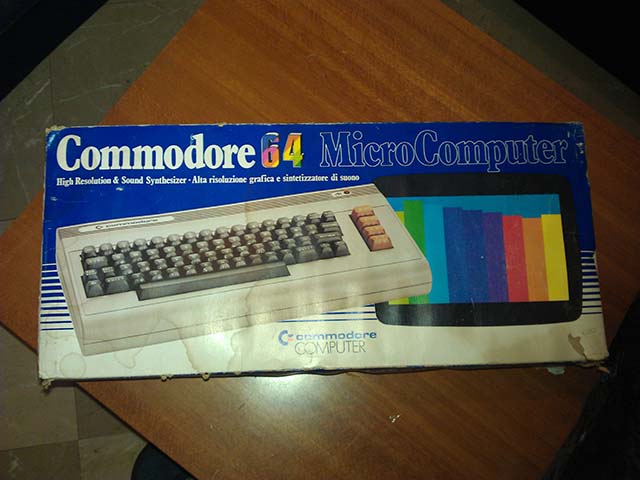 Commodore 64 MicroComputer
High Resolution & Sound Synthesizer · Alta risoluzione grafica e sintetizzatore di suono
commodore
commodore
COMPUTER